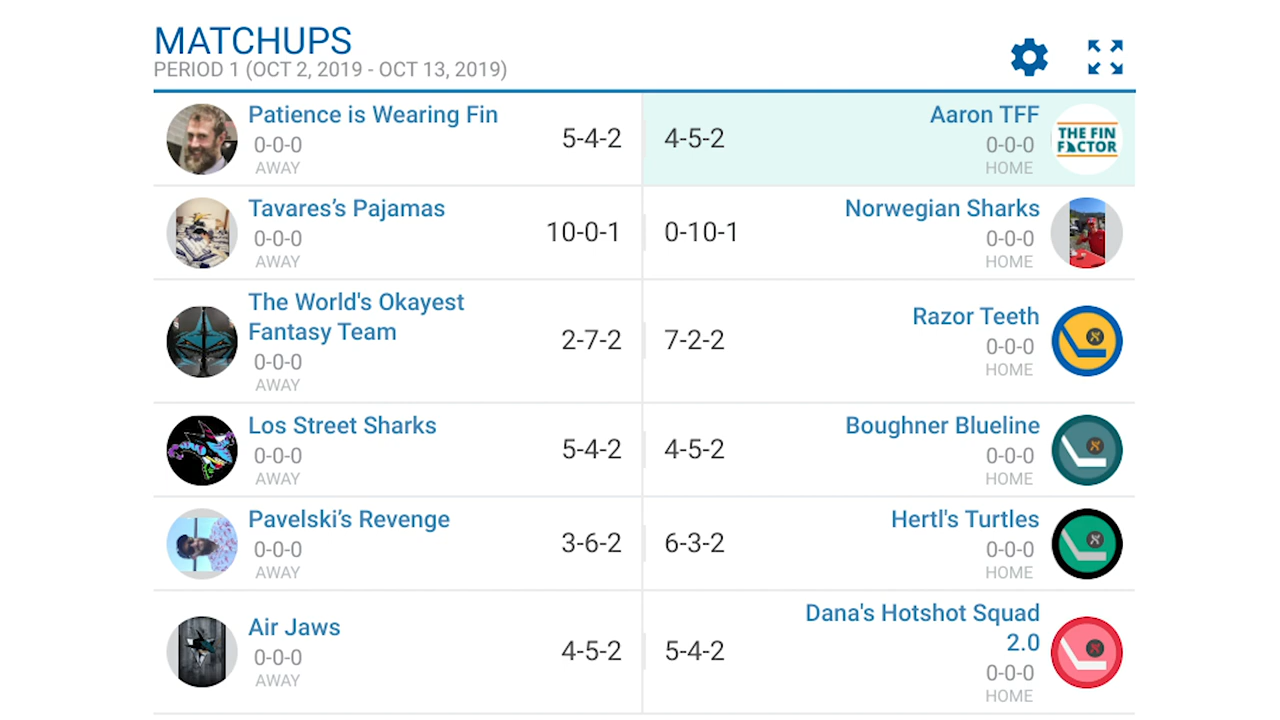 MATCHUPS
PERIOD 1 (OCT 2, 2019 - OCT 13, 2019)
Patience is Wearing Fin
0-0-0
AWAY
5-4-2
4-5-2
Aaron TFF
0-0-0
HOME
THE FIN
FACTOR
Tavares’s Pajamas
0-0-0
AWAY
10-0-1
0-10-1
Norwegian Sharks
0-0-0
HOME
The World's Okayest
Fantasy Team
0-0-0
AWAY
2-7-2
7-2-2
Razor Teeth
0-0-0
HOME
Los Street Sharks
0-0-0
AWAY
5-4-2
4-5-2
Boughner Blueline
0-0-0
HOME
Pavelski’s Revenge
0-0-0
AWAY
3-6-2
6-3-2
Hertl's Turtles
0-0-0
HOME
Air Jaws
0-0-0
AWAY
4-5-2
5-4-2
Dana's Hotshot Squad
2.0
0-0-0
HOME